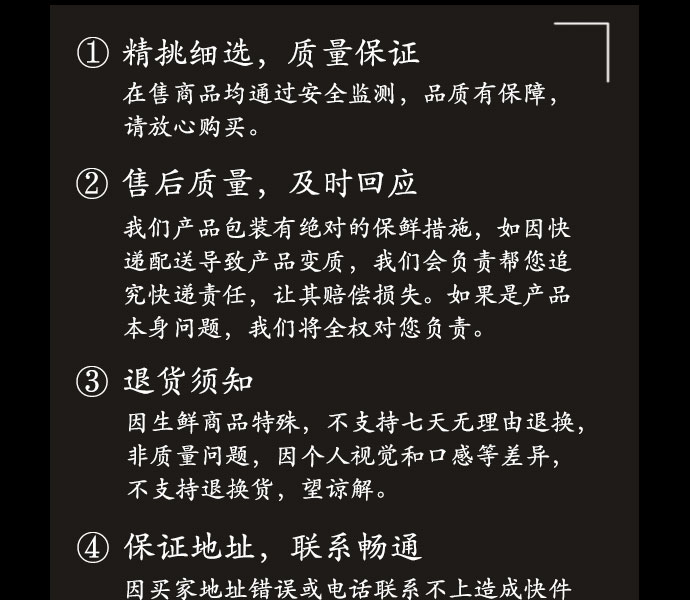 ① 精挑细选，质量保证
在售商品均通过安全监测，品质有保障，
请放心购买。
② 售后质量，及时回应
我们产品包装有绝对的保鲜措施，如因快
递配送导致产品变质，我们会负责帮您追
究快递责任，让其赔偿损失。如果是产品
本身问题，我们将全权对您负责。
③ 退货须知
因生鲜商品特殊，不支持七天无理由退换，
非质量问题，因个人视觉和口感等差异，
不支持退换货，望谅解。
④ 保证地址，联系畅通
因买家地址错误或电话联系不上造成快件